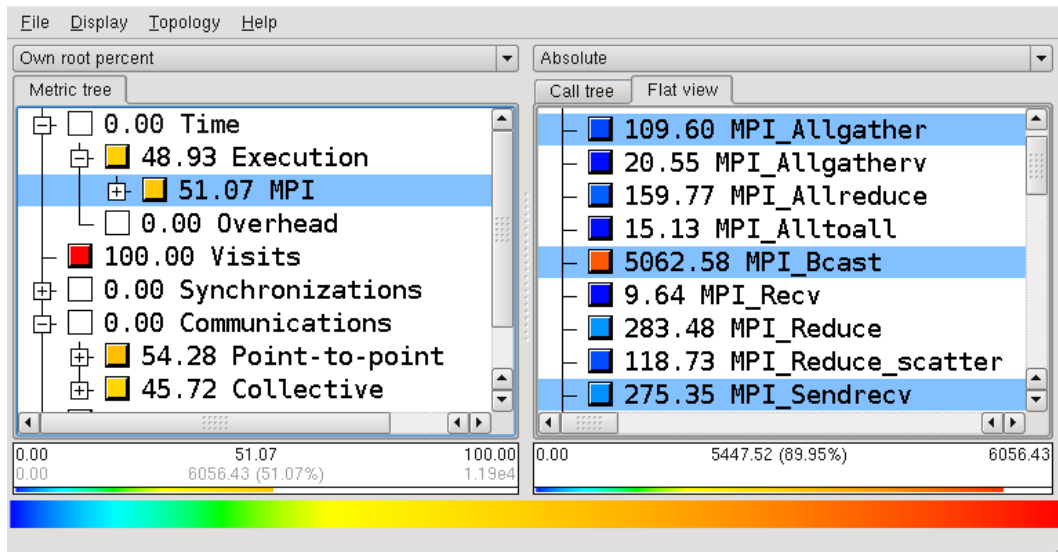 File Display Topology Help
Own root percent
Absolute
Metric tree
Call tree Flat view
0.00 Time
48.93 Execution
51.07 MPI
0.00 Overhead
100.00 Visits
0.00 Synchronizations
0.00 Communications
54.28 Point-to-point
45.72 Collective
109.60 MPI_Allgather
20.55 MPI_Allgatherv
159.77 MPI_Allreduce
15.13 MPI_Alltoall
5062.58 MPI_Bcast
9.64 MPI_Recv
283.48 MPI_Reduce
118.73 MPI_Reduce_scatter
275.35 MPI_Sendrecv
0.00 51.07 100.00
0.00 6056.43 (51.07%) 1.19e4
0.00 5447.52 (89.95%) 6056.43